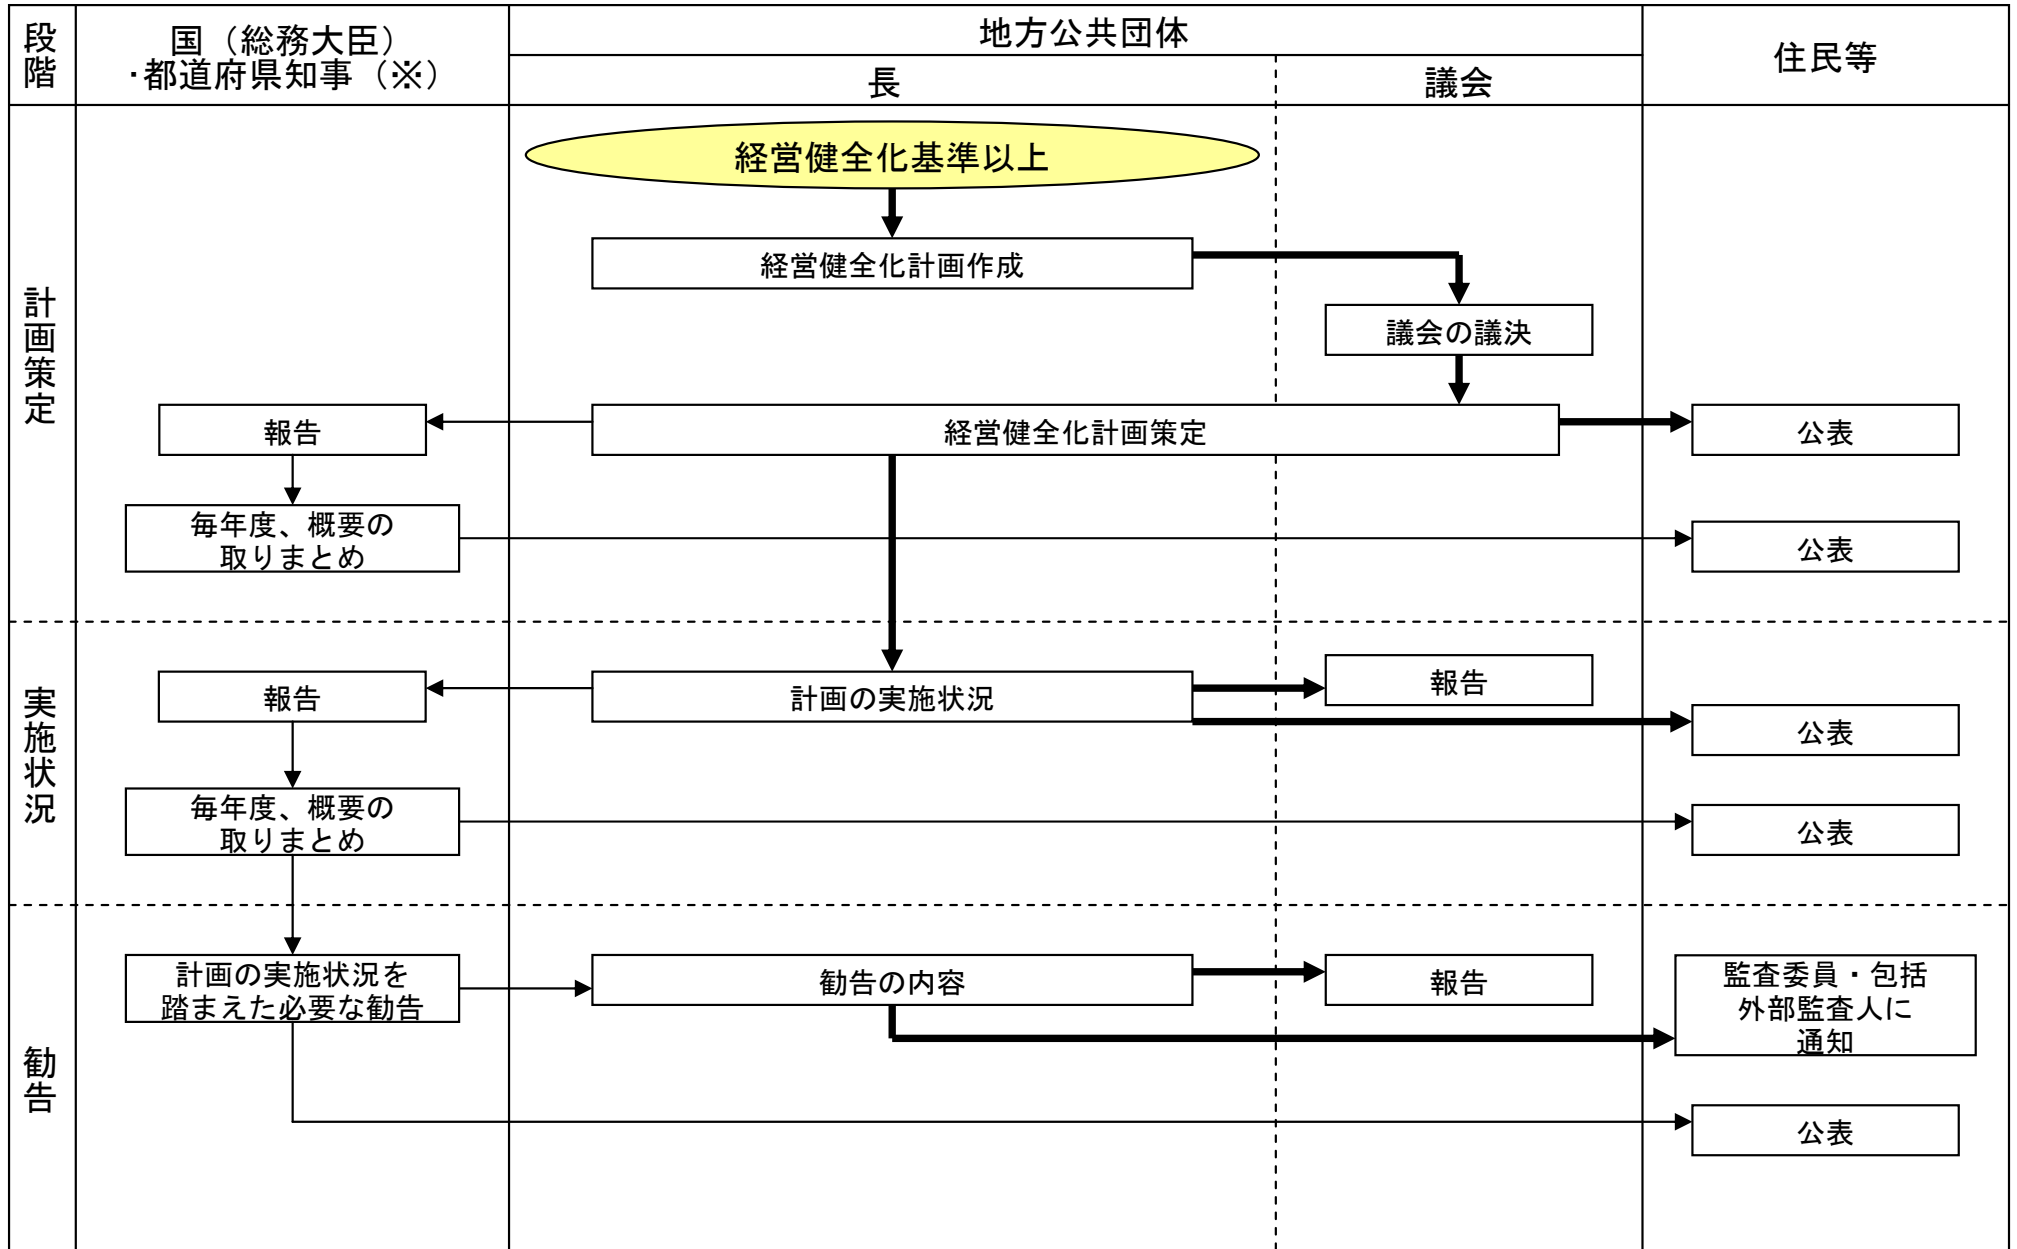 段階
国（総務大臣）
・都道府県知事（※）
地方公共団体
長
議会
住民等
計画策定
経営健全化基準以上
経営健全化計画作成
議会の議決
報告
経営健全化計画策定
公表
毎年度、概要の
取りまとめ
公表
実施状況
報告
計画の実施状況
報告
公表
毎年度、概要の
取りまとめ
公表
勧告
計画の実施状況を
踏まえた必要な勧告
勧告の内容
報告
監査委員・包括
外部監査人に
通知
公表